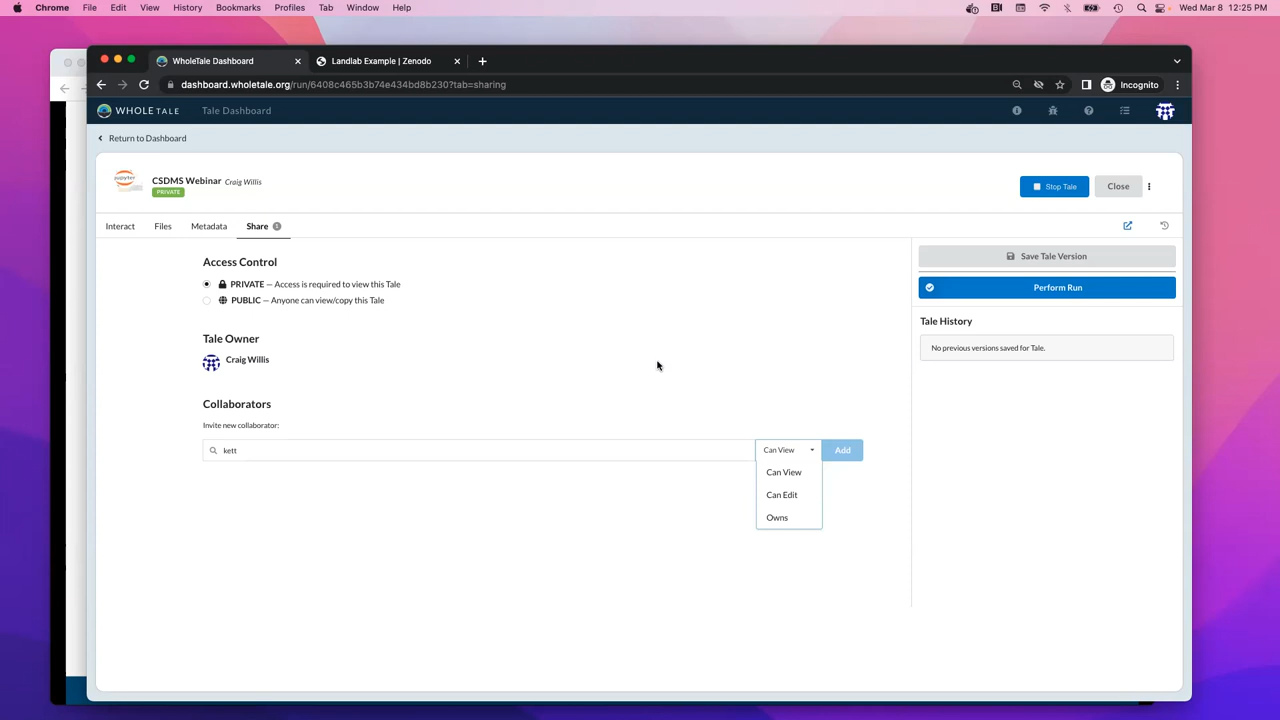 Chrome File Edit View History Bookmarks Profiles Tab Window Help Wed Mar 8 12:25 PM
WholeTale Dashboard Landlab Example | Zenodo
dashboard.wholetale.org/run/6408c465b3b74e434bd8b230?tab=sharing Incognito
WHOLE TALE Tale Dashboard
Return to Dashboard
CSDMS Webinar Craig Willis
PRIVATE
Stop Tale Close
Interact Files Metadata Share
Access Control
PRIVATE — Access is required to view this Tale
PUBLIC — Anyone can view/copy this Tale
Tale Owner
Craig Willis
Collaborators
Invite new collaborator:
kett Can View Add
Can View
Can Edit
Owns
Save Tale Version
Perform Run
Tale History
No previous versions saved for Tale.